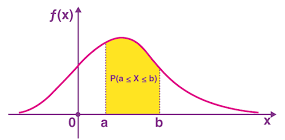 f(x)
P(a ≤ X ≤ b)
0 a b x